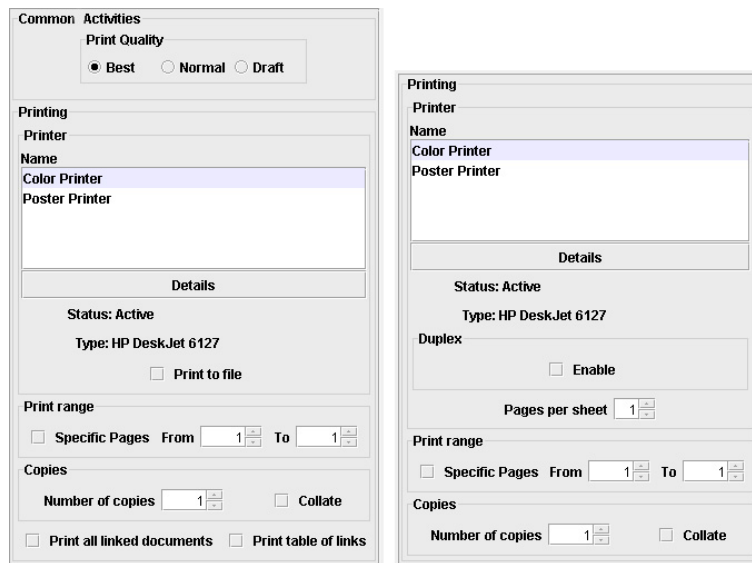 Common Activities
Print Quality
Best Normal Draft
Printing
Printer
Name
Color Printer
Poster Printer
Details
Status: Active
Type: HP DeskJet 6127
Print to file
Print range
Specific Pages From 1 To 1
Copies
Number of copies 1 Collate
Print all linked documents Print table of links
Printing
Printer
Name
Color Printer
Poster Printer
Details
Status: Active
Type: HP DeskJet 6127
Duplex
Enable
Pages per sheet 1
Print range
Specific Pages From 1 To 1
Copies
Number of copies 1 Collate